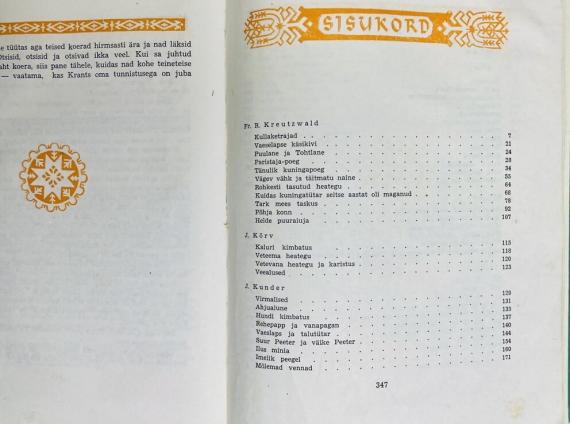 e tüütas aga teised koerad hirmsasti ära ja nad läksid
Otsisid, otsisid ja otsivad ikka veel. Kui sa juhtud
aht koera, siis pane tähele, kuidas nad kohe teineteise
— vaatama, kas Krants oma tunnistusega on juba
SISUKORD
Fr. R. Kreutzwald
Kullaketrajad . . . 7
Vaeselapse käsikivi . . . 21
Puulane ja Tohtlane . . . 24
Paristaja-poeg . . . 28
Tänulik kuningapoeg . . . 34
Vägev vähk ja täitmatu naine . . . 55
Rohkesti tasutud heategu . . . 64
Kuidas kuningatütar seitse aastat oli maganud . . . 68
Tark mees taskus . . . 78
Põhja konn . . . 92
Helde puuraiuja . . . 107
J. Kõrv
Kaluri kimbatus . . . 115
Veteema heategu . . . 118
Vetevana heategu ja karistus . . . 120
Veealused . . . 123
J. Kunder
Virmalised . . . 129
Ahjualune . . . 131
Hundi kimbatus . . . 133
Rehepapp ja vanapagan . . . 137
Vaeslaps ja talutütar . . . 140
Suur Peeter ja väike Peeter . . . 144
Ilus minia . . . 154
Imelik peegel . . . 160
Mõlemad vennad . . . 171
347